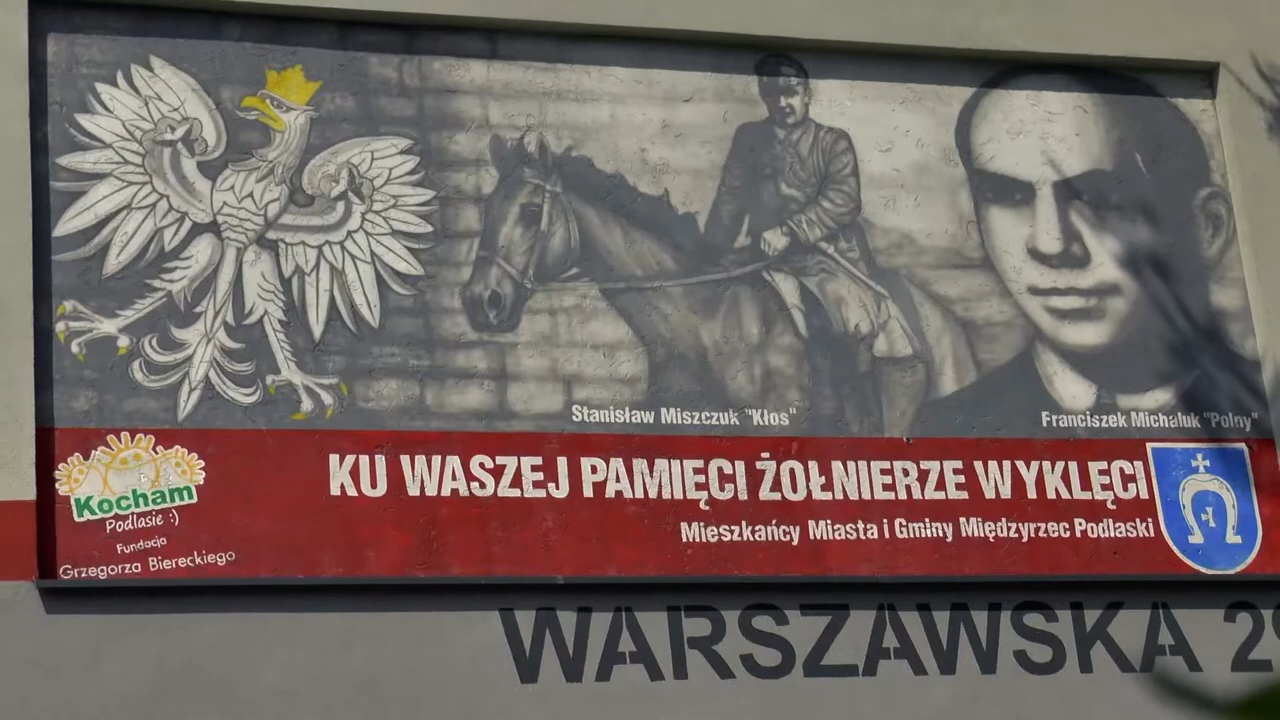 Stanisław Miszczuk "Kłos"
Franciszek Michaluk "Polny"
KU WASZEJ PAMIĘCI ŻOŁNIERZE WYKLĘCI
Mieszkańcy Miasta i Gminy Międzyrzec Podlaski
Kocham
Podlasie :)
Fundacja
Grzegorza Biereckiego
WARSZAWSKA 29